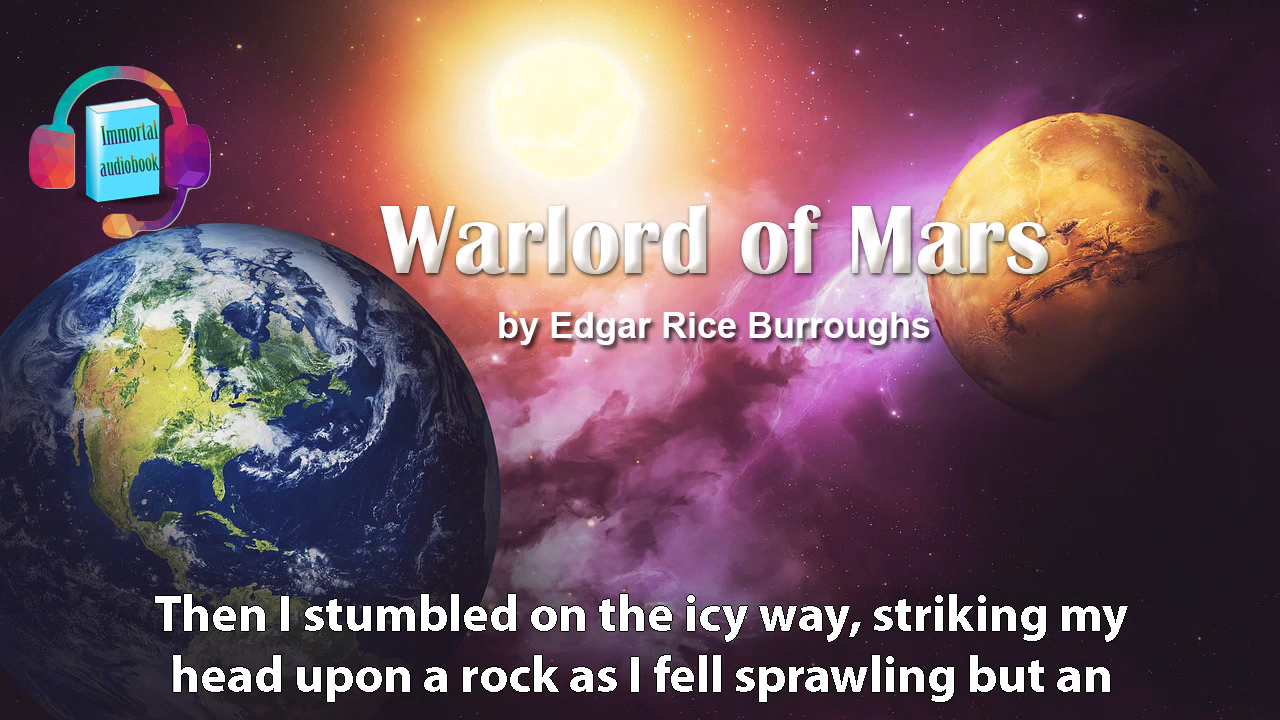 Immortal
audiobook
Warlord of Mars
by Edgar Rice Burroughs
Then I stumbled on the icy way, striking my
head upon a rock as I fell sprawling but an